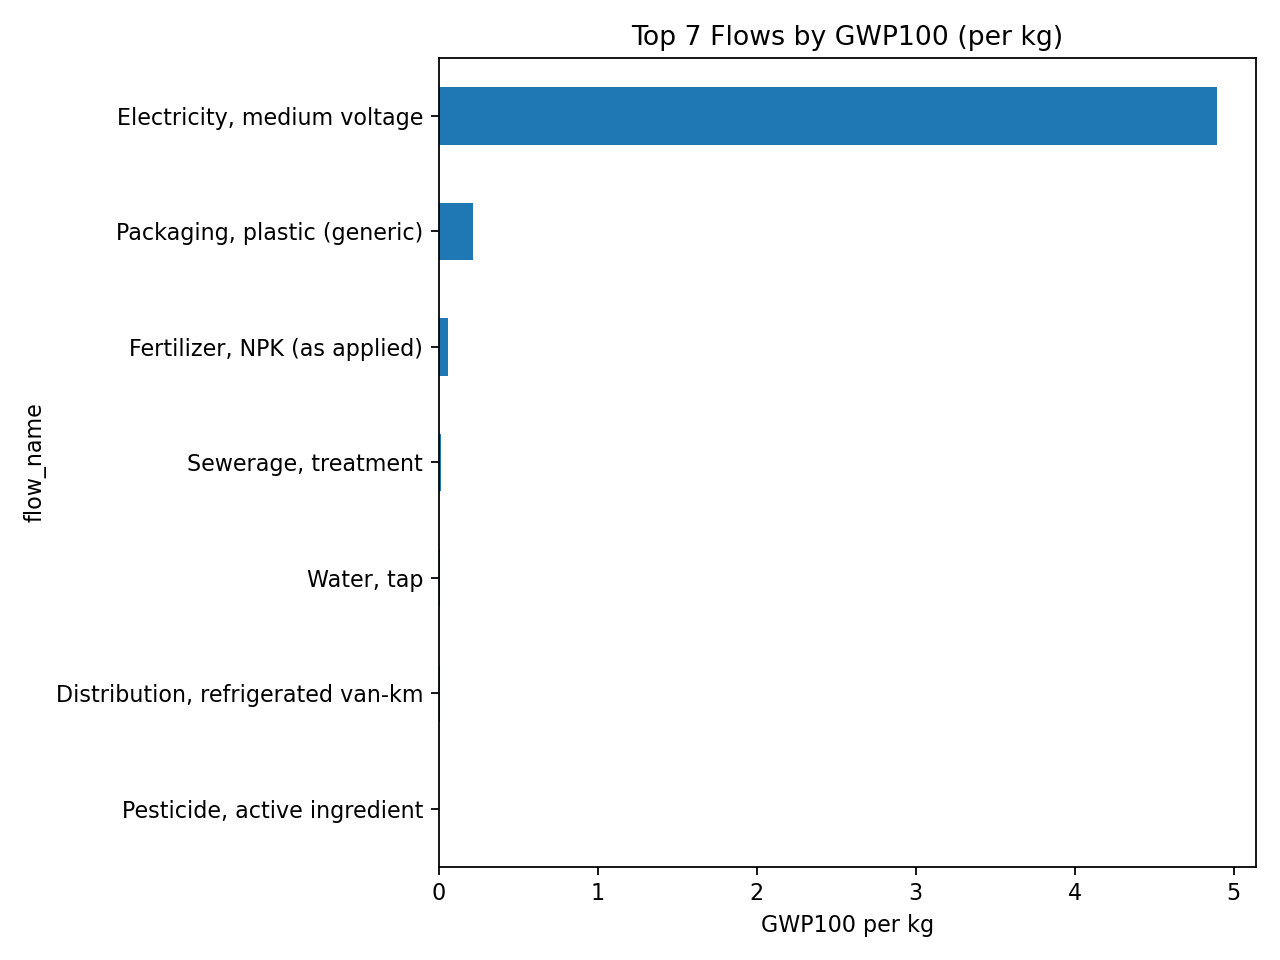 Top 7 Flows by GWP100 (per kg)
Electricity, medium voltage
Packaging, plastic (generic)
Fertilizer, NPK (as applied)
Sewerage, treatment
Water, tap
Distribution, refrigerated van-km
Pesticide, active ingredient
flow_name
0 1 2 3 4 5
GWP100 per kg